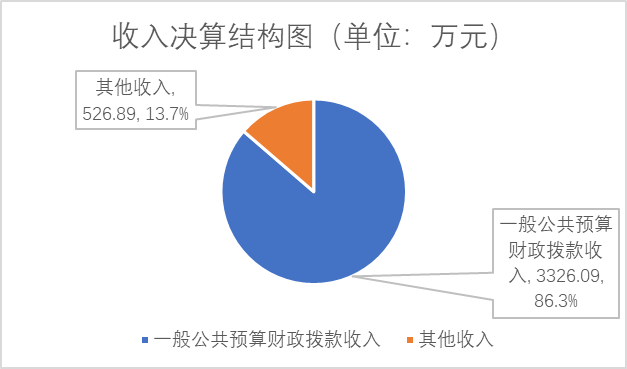 收入决算结构图（单位：万元）
其他收入,
526.89, 13.7%
一般公共预算
财政拨款收
入, 3326.09,
86.3%
一般公共预算财政拨款收入
其他收入